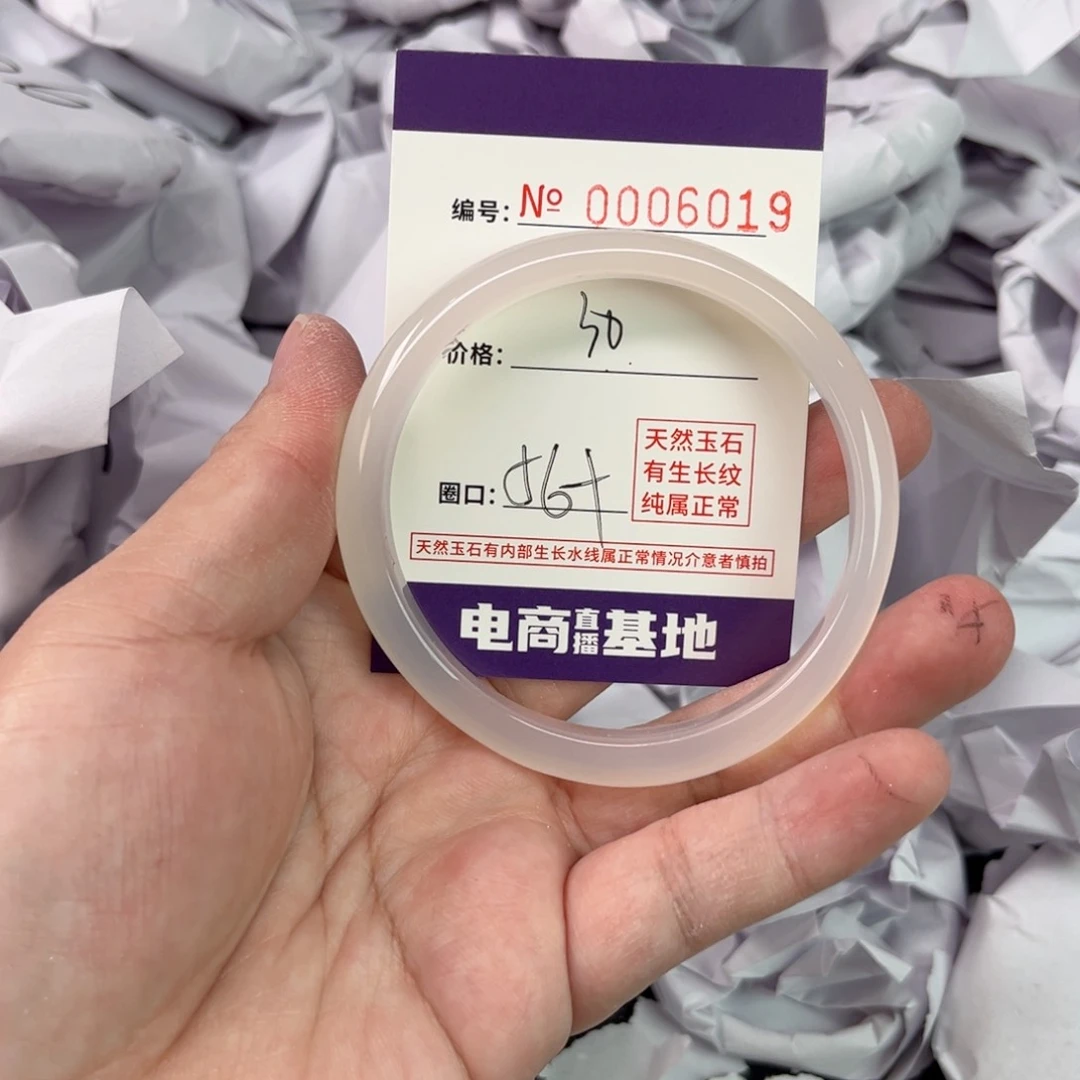 编号: № 0006019
价格: 50
圈口: 56+
天然玉石
有生长纹
纯属正常
天然玉石有内部生长水线属正常情况介意者慎拍
电商直播基地